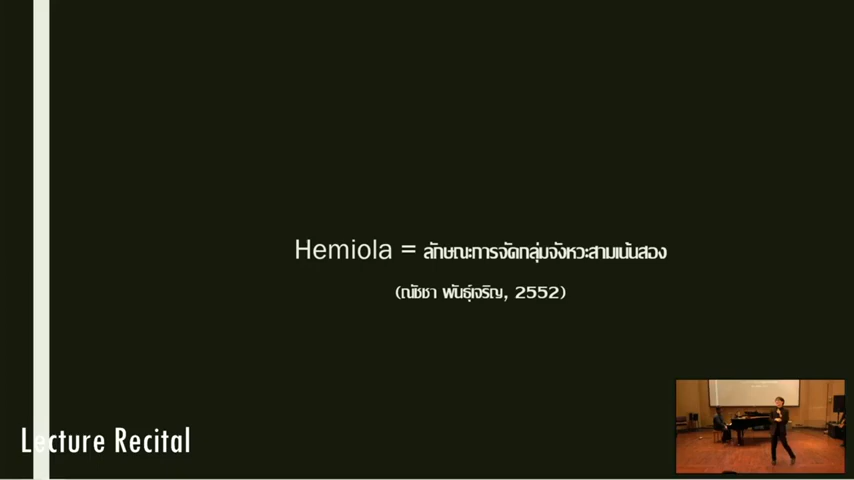 Hemiola = ลักษณะการจัดกลุ่มจังหวะสามเน้นสอง
(ณัชชา พันธุ์เจริญ, 2552)
Lecture Recital